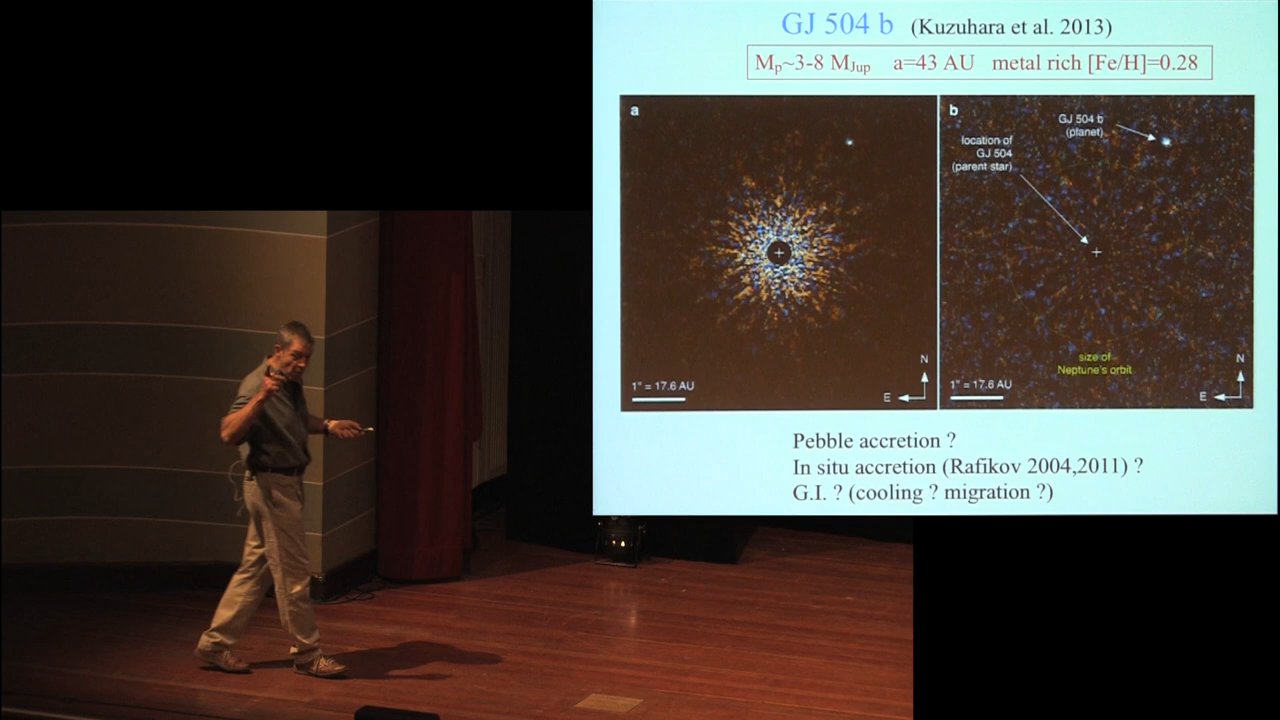 GJ 504 b (Kuzuhara et al. 2013)
Mp~3-8 MJup a=43 AU metal rich [Fe/H]=0.28
a
N
E
1" = 17.6 AU
b
GJ 504 b
(planet)
location of
GJ 504
(parent star)
size of
Neptune's orbit
N
E
1" = 17.6 AU
Pebble accretion ?
In situ accretion (Rafikov 2004,2011) ?
G.I. ? (cooling ? migration ?)